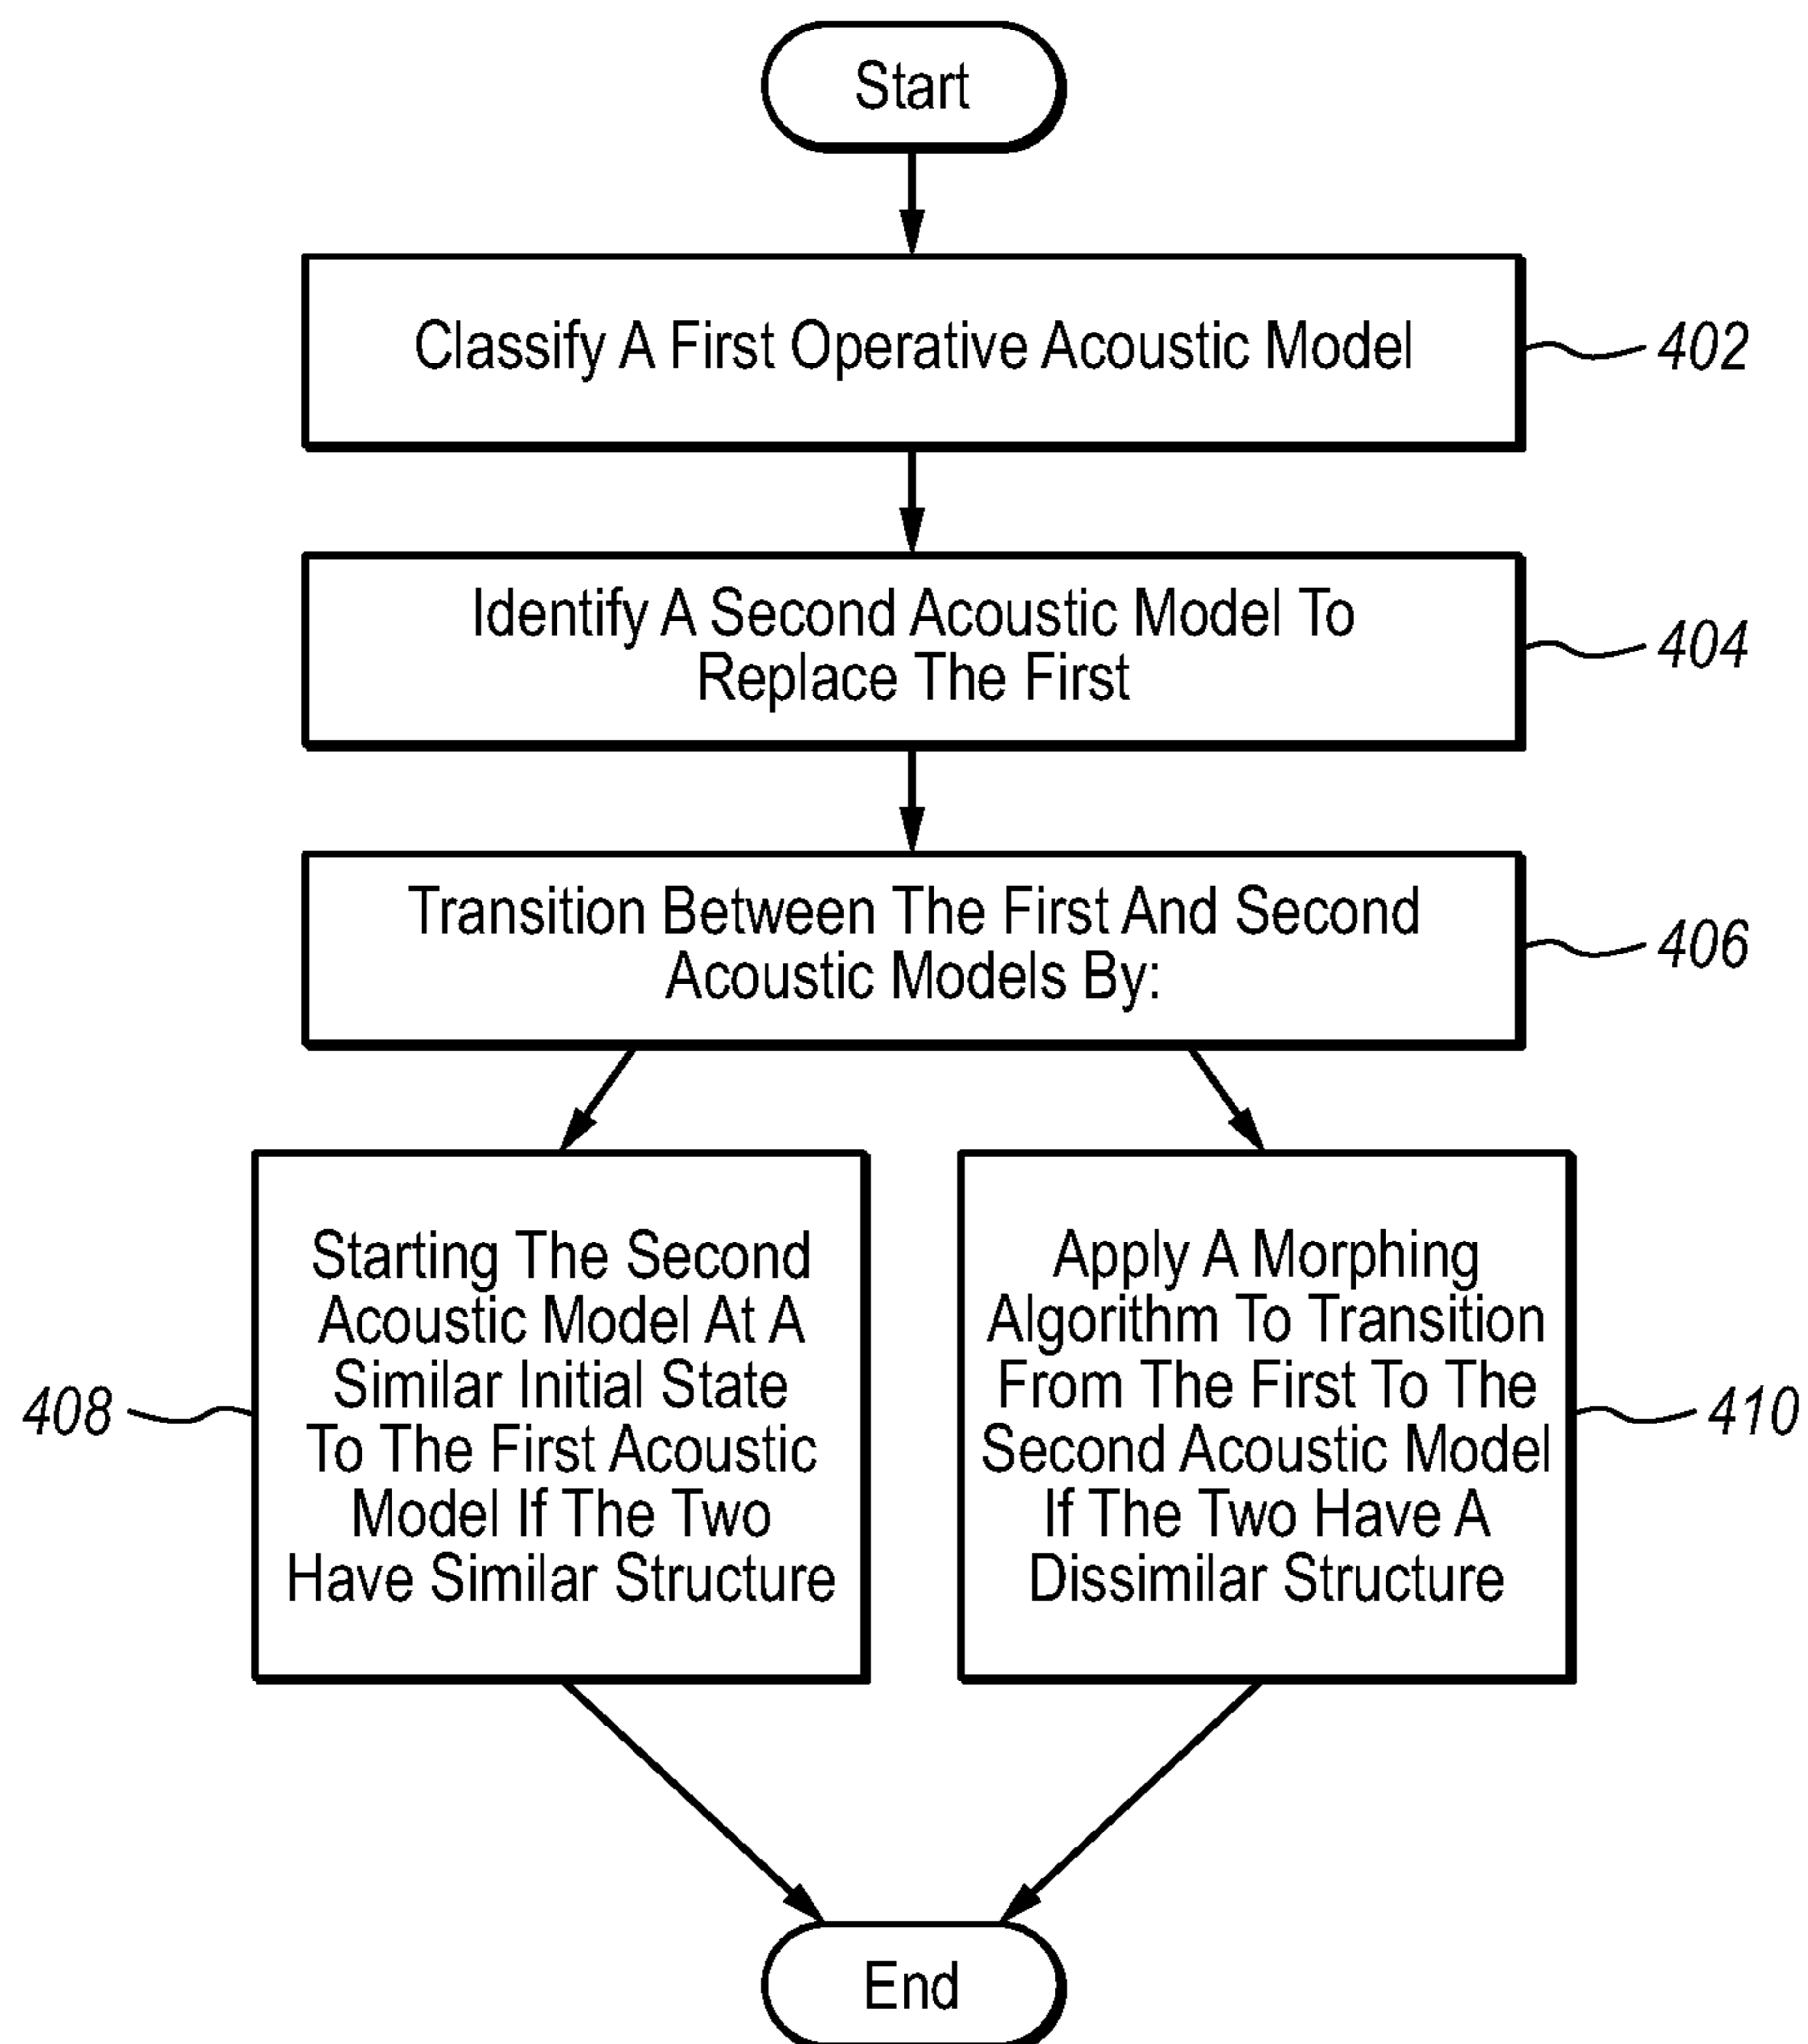 Start
Classify A First Operative Acoustic Model
402
Identify A Second Acoustic Model To
Replace The First
404
Transition Between The First And Second
Acoustic Models By:
406
Starting The Second
Acoustic Model At A
Similar Initial State
To The First Acoustic
Model If The Two
Have Similar Structure
408
Apply A Morphing
Algorithm To Transition
From The First To The
Second Acoustic Model
If The Two Have A
Dissimilar Structure
410
End